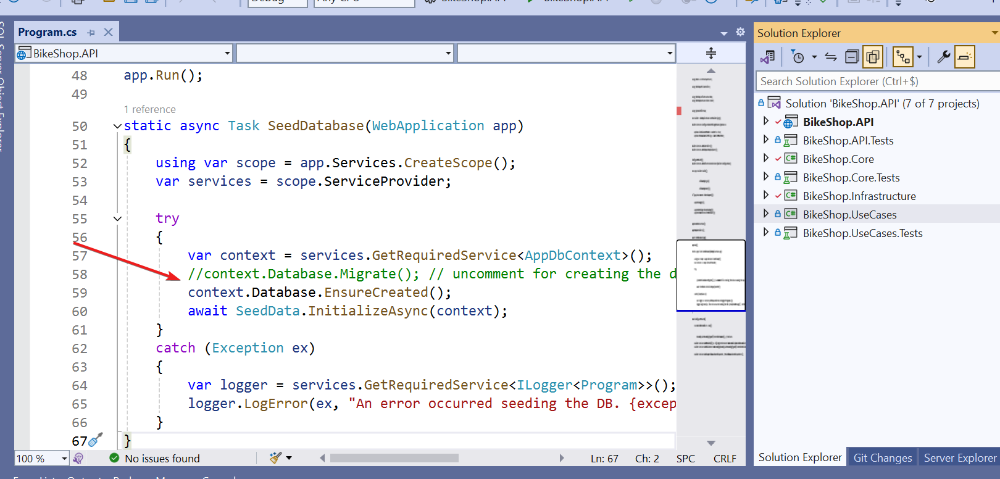 Program.cs
BikeShop.API
48 app.Run();
49
1 reference
50 static async Task SeedDatabase(WebApplication app)
51 {
52 using var scope = app.Services.CreateScope();
53 var services = scope.ServiceProvider;
54
55 try
56 {
57 var context = services.GetRequiredService<AppDbContext>();
58 //context.Database.Migrate(); // uncomment for creating the d
59 context.Database.EnsureCreated();
60 await SeedData.InitializeAsync(context);
61 }
62 catch (Exception ex)
63 {
64 var logger = services.GetRequiredService<ILogger<Program>>();
65 logger.LogError(ex, "An error occurred seeding the DB. {excep
66 }
67 }
100 %
No issues found
Ln: 67 Ch: 2 SPC CRLF
Solution Explorer
Search Solution Explorer (Ctrl+$)
Solution 'BikeShop.API' (7 of 7 projects)
BikeShop.API
BikeShop.API.Tests
C# BikeShop.Core
BikeShop.Core.Tests
C# BikeShop.Infrastructure
C# BikeShop.UseCases
BikeShop.UseCases.Tests
Solution Explorer Git Changes Server Explorer